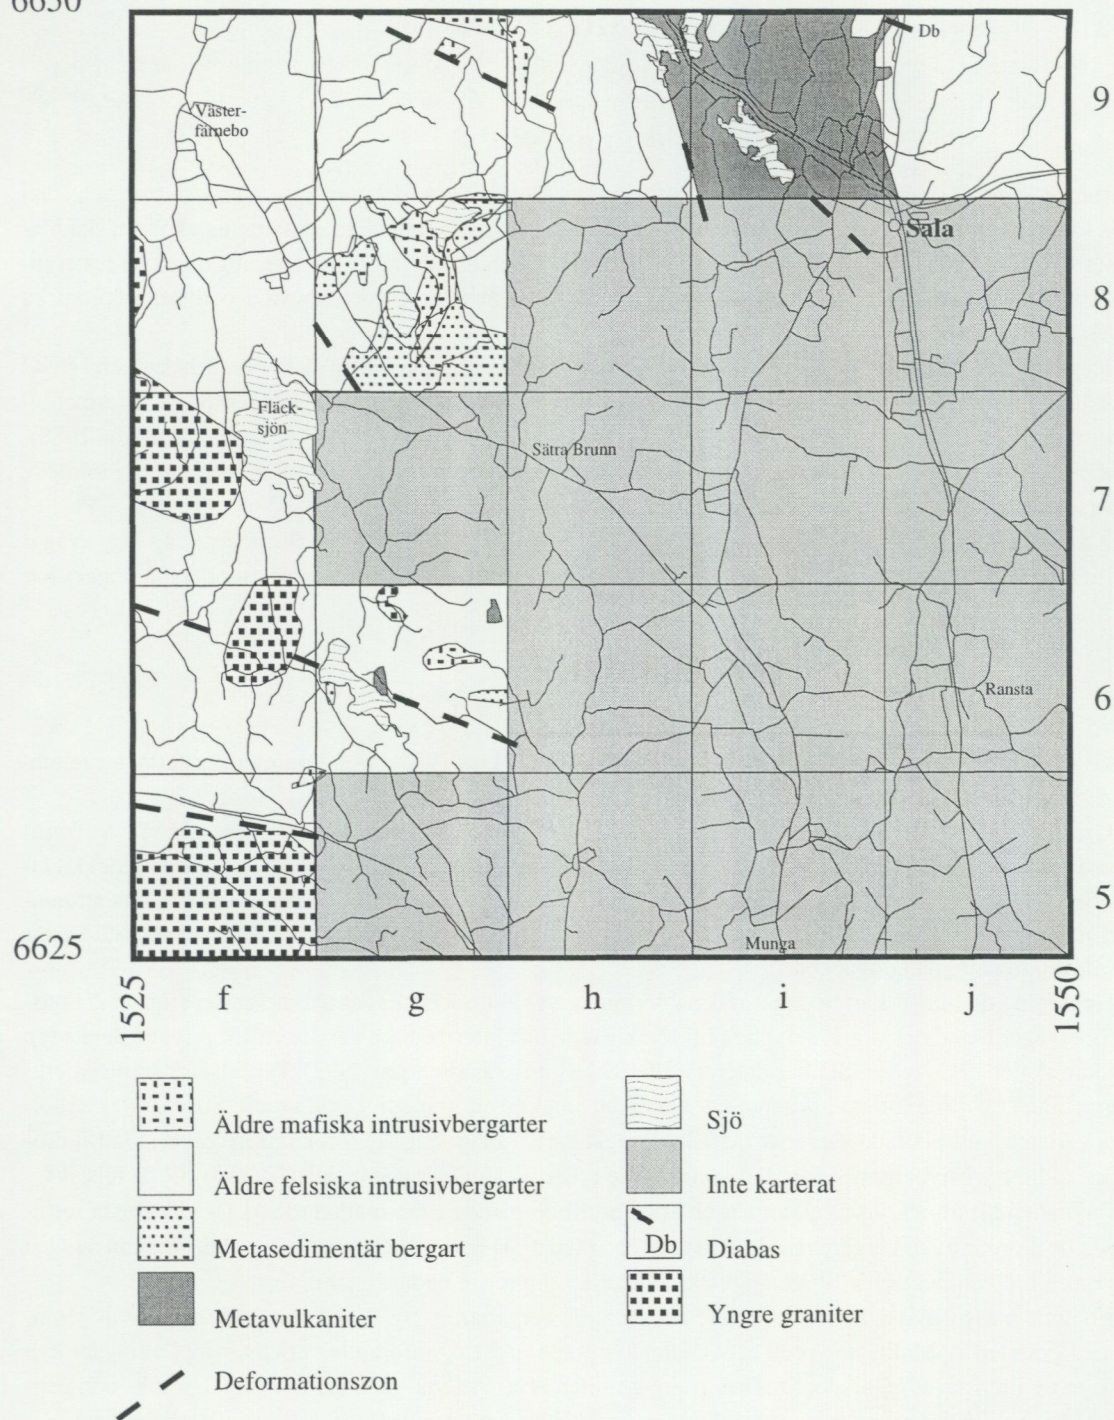 6650
Db
9
Väster-
färnebo
Sala
8
Fläck-
sjön
Sätra Brunn
7
Ransta
6
5
Munga
6625
1525
f
g
h
i
j
1550
Äldre mafiska intrusivbergarter
Äldre felsiska intrusivbergarter
Metasedimentär bergart
Metavulkaniter
Deformationszon
Sjö
Inte karterat
Db
Diabas
Yngre graniter